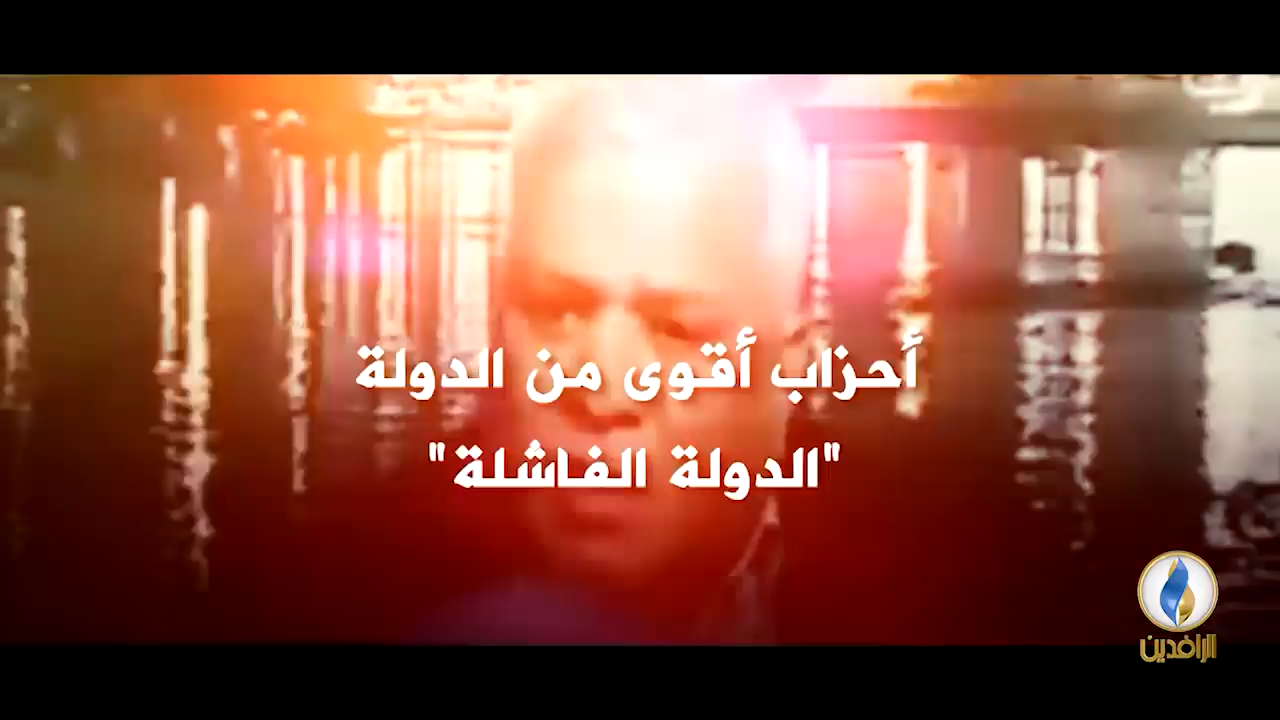 أحزاب أقوى من الدولة
"الدولة الفاشلة"
الرافدين